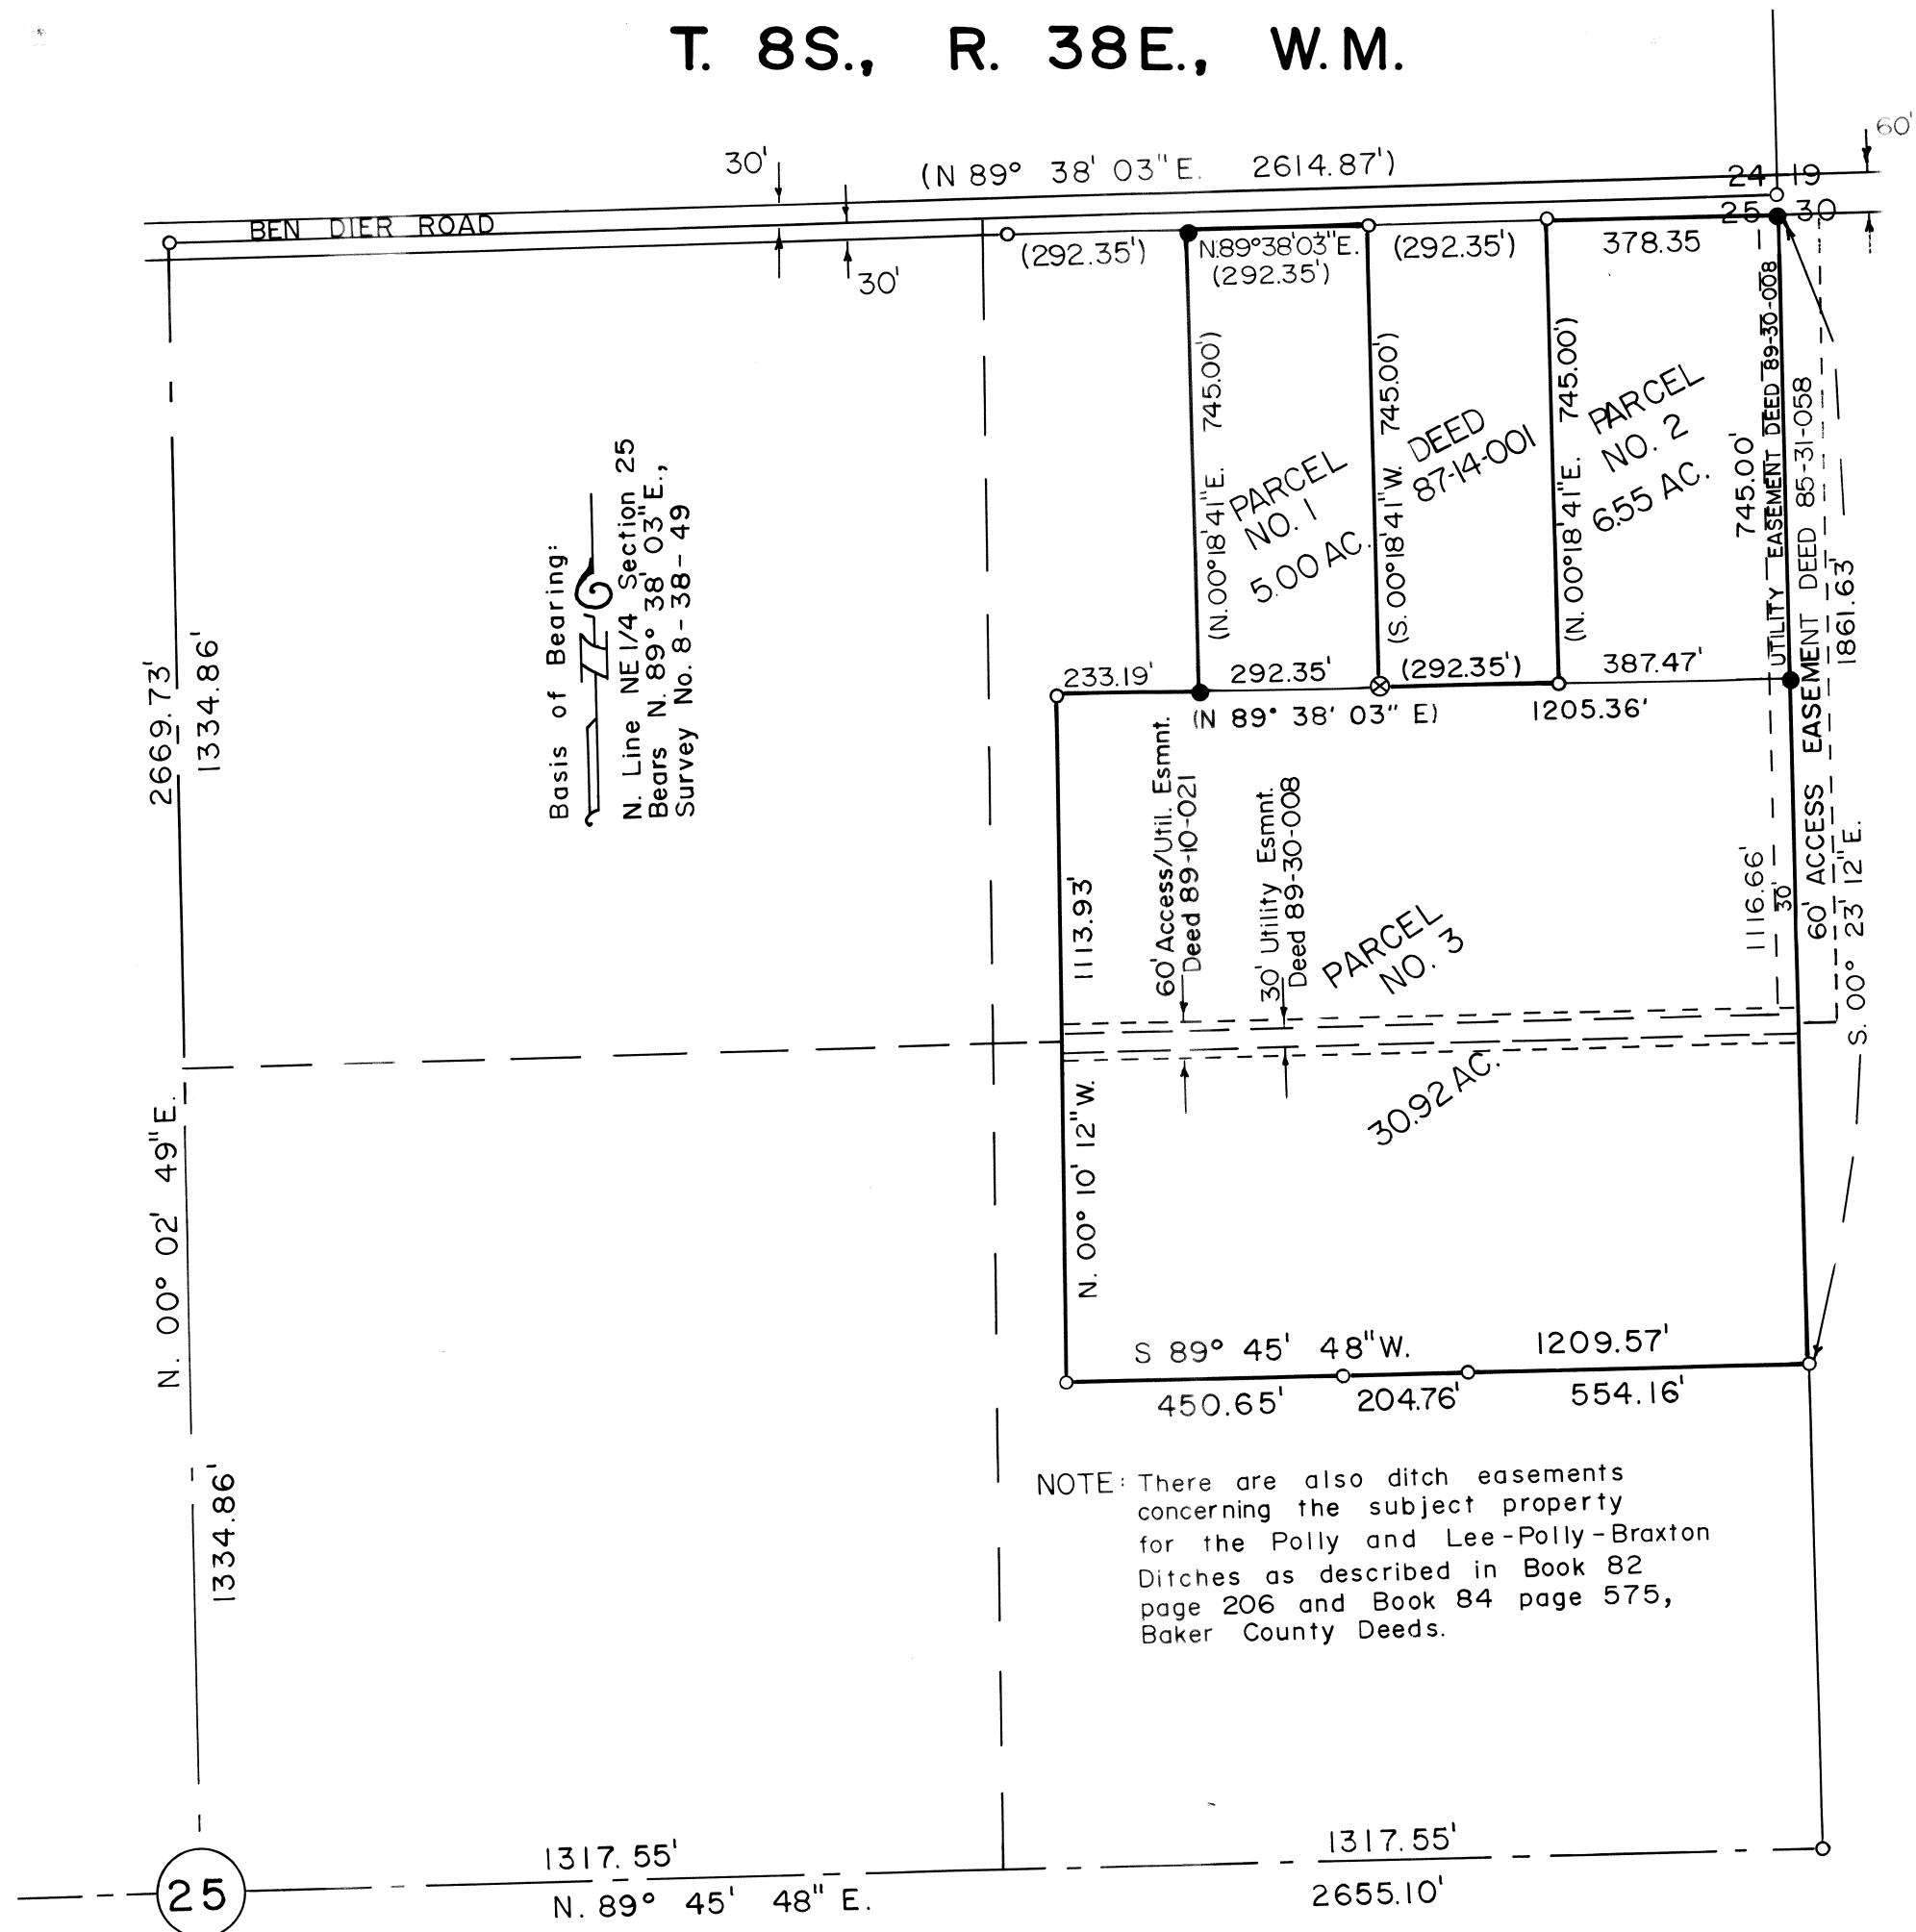 T. 8S., R. 38E., W.M.
60'
30'
(N 89° 38' 03"E. 2614.87')
24 19
25 30
BEN DIER ROAD
30'
(292.35')
N.89°38'03"E.
(292.35')
(292.35')
378.35
(N.00°18'41"E. 745.00')
PARCEL
NO. 1
5.00 AC.
(S. 00°18'41"W. 745.00')
DEED
87-14-001
(N. 00°18'41"E. 745.00')
PARCEL
NO. 2
6.55 AC.
745.00'
UTILITY EASEMENT DEED 89-30-008
60' ACCESS EASEMENT DEED 85-31-058
1861.63'
S. 00° 23' 12"E.
Basis of Bearing:
N. Line NE1/4 Section 25
Bears N. 89° 38' 03"E.,
Survey No. 8-38-49
2669.73'
1334.86'
N. 00° 02' 49"E.
233.19'
292.35'
(292.35')
387.47'
(N 89° 38' 03" E)
1205.36'
1113.93'
N. 00° 10' 12"W.
60' Access/Util. Esmnt.
Deed 89-10-021
30' Utility Esmnt.
Deed 89-30-008
PARCEL
NO. 3
30.92 AC.
1116.66'
30'
S 89° 45' 48"W.
1209.57'
450.65'
204.76'
554.16'
1334.86'
NOTE: There are also ditch easements
concerning the subject property
for the Polly and Lee-Polly-Braxton
Ditches as described in Book 82
page 206 and Book 84 page 575,
Baker County Deeds.
25
1317.55'
1317.55'
N. 89° 45' 48" E.
2655.10'